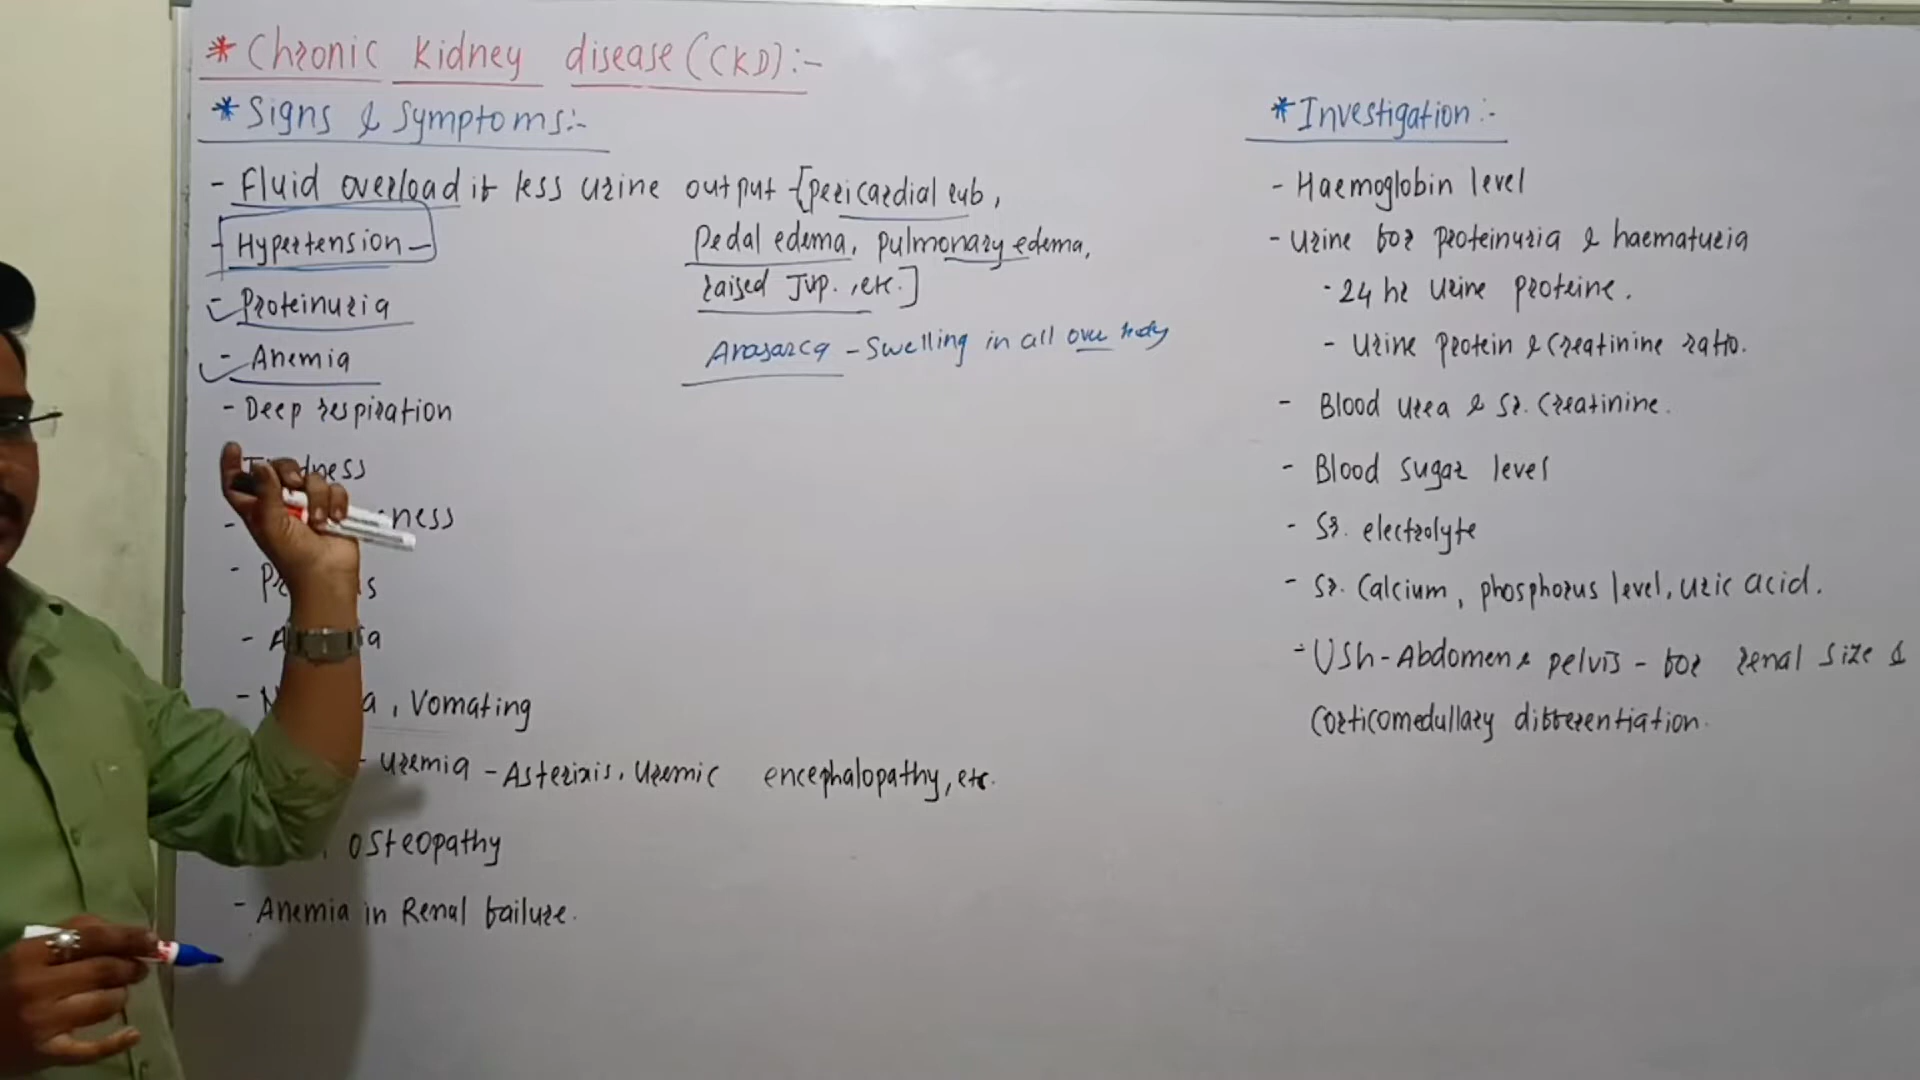 * Chronic kidney disease (CKD):-
* Signs & Symptoms:-
- Fluid overload if less urine output - [pericardial rub,
Pedal edema, pulmonary edema,
raised Jvp., etc.]
Anasarca - Swelling in all over body
- Hypertension -
- Proteinuria
- Anemia
- Deep respiration
ness
- Vomating
uremia - Asterixis, Uremic encephalopathy, etc.
osteopathy
- Anemia in Renal failure.
* Investigation :-
- Haemoglobin level
- Urine for proteinuria & haematuria
· 24 hr urine proteine.
- Urine protein & creatinine ratio.
- Blood urea & Sr. Creatinine.
- Blood sugar level
- Sr. electrolyte
- Sr. Calcium, phosphorus level, uric acid.
- USG-Abdomen & pelvis - for renal size &
Corticomedullary differentiation.